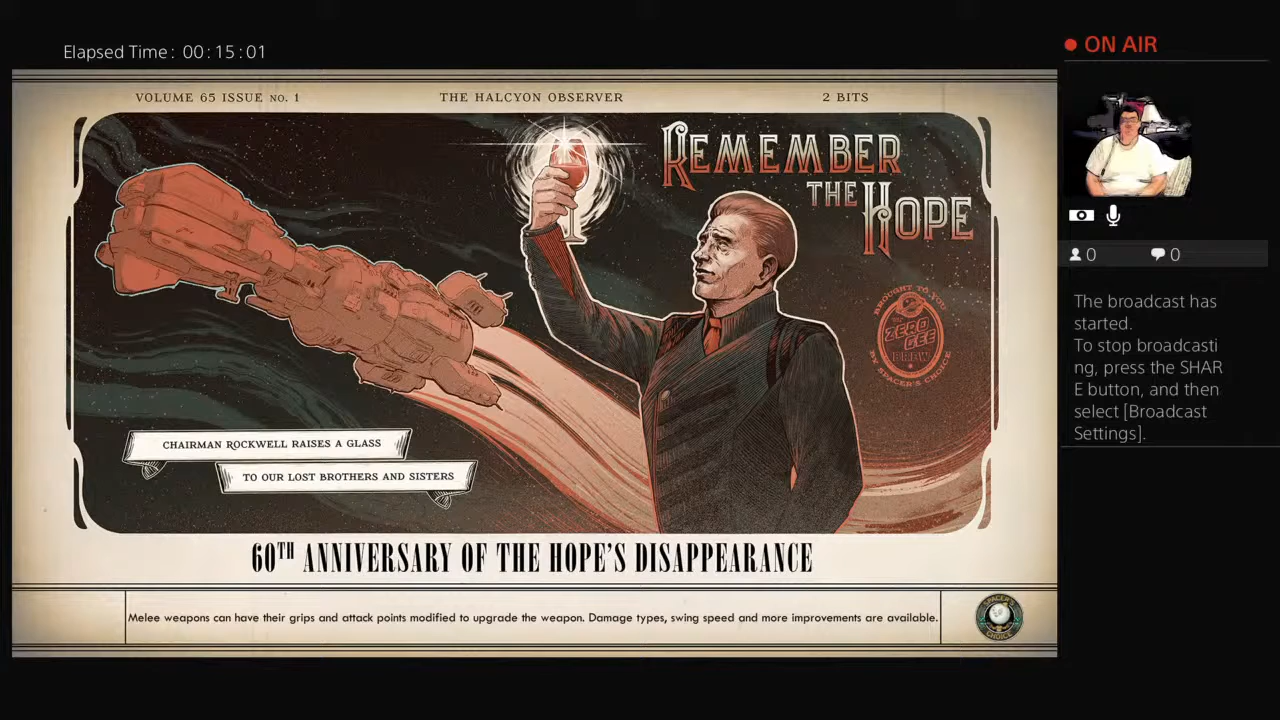 Elapsed Time: 00:15:01
ON AIR
VOLUME 65 ISSUE NO. 1
THE HALCYON OBSERVER
2 BITS
REMEMBER
THE HOPE
BROUGHT TO YOU
ZERO
GEE
BREW
BY SPACER'S CHOICE
CHAIRMAN ROCKWELL RAISES A GLASS
TO OUR LOST BROTHERS AND SISTERS
60TH ANNIVERSARY OF THE HOPE'S DISAPPEARANCE
Melee weapons can have their grips and attack points modified to upgrade the weapon. Damage types, swing speed and more improvements are available.
SPACER'S
CHOICE
0
0
The broadcast has
started.
To stop broadcasti
ng, press the SHAR
E button, and then
select [Broadcast
Settings].